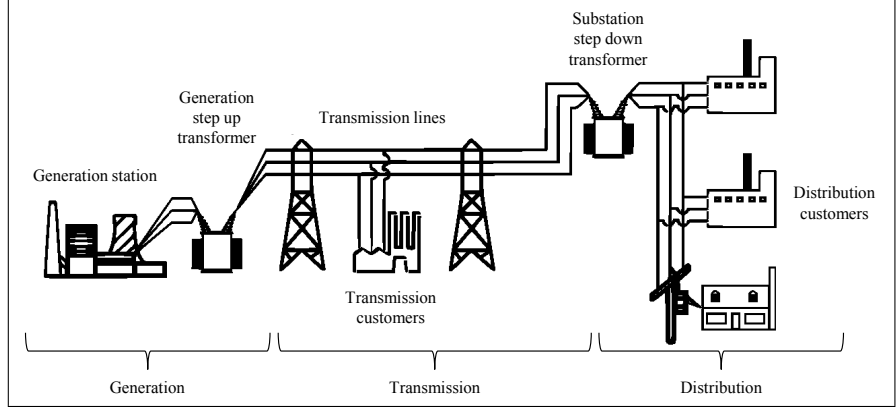 Substation
step down
transformer
Generation
step up
transformer
Transmission lines
Generation station
Distribution
customers
Transmission
customers
Generation
Transmission
Distribution